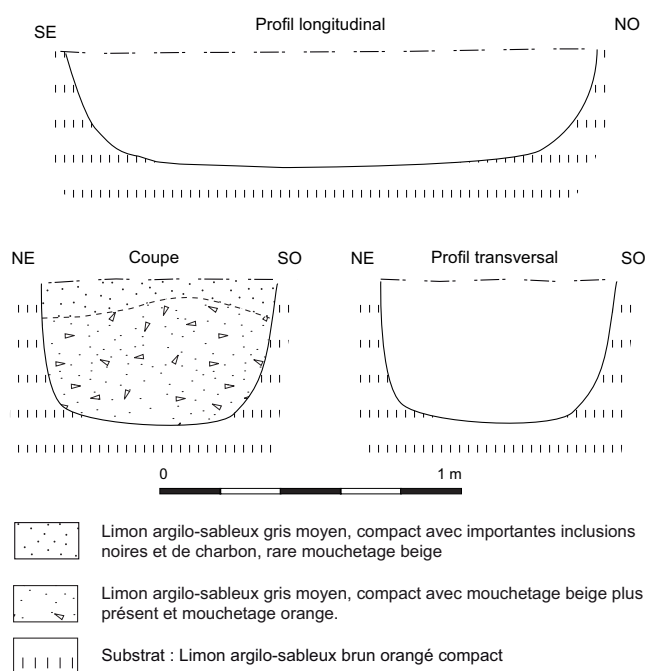 Profil longitudinal
SE
NO
NE
Coupe
SO
NE
Profil transversal
SO
0
1 m
Limon argilo-sableux gris moyen, compact avec importantes inclusions
noires et de charbon, rare mouchetage beige
Limon argilo-sableux gris moyen, compact avec mouchetage beige plus
présent et mouchetage orange.
Substrat : Limon argilo-sableux brun orangé compact